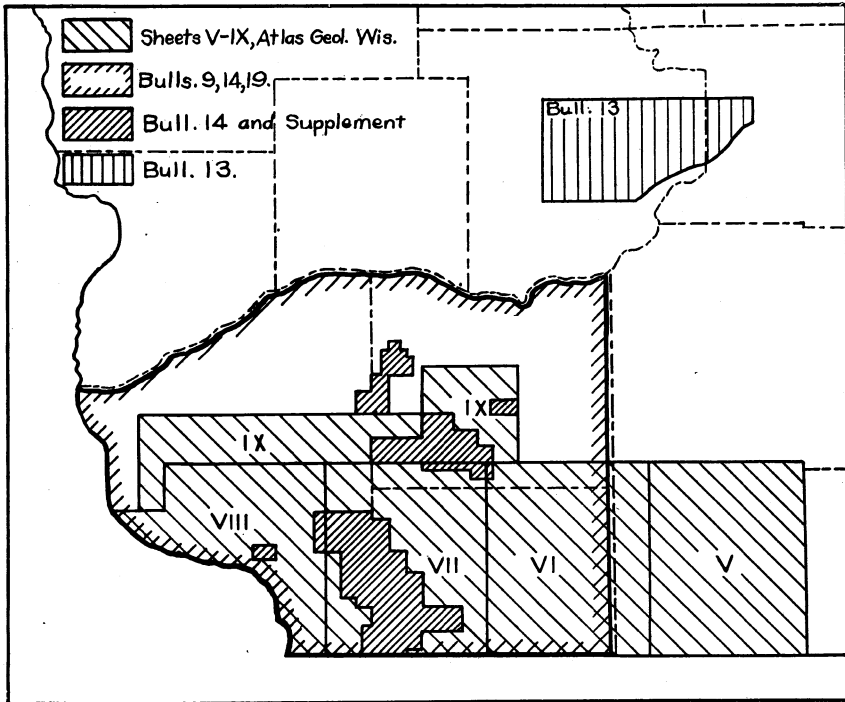 Sheets V-IX, Atlas Geol. Wis.
Bulls. 9, 14, 19.
Bull. 14 and Supplement
Bull. 13.
Bull. 13
IX
IX
VIII
VII
VI
V